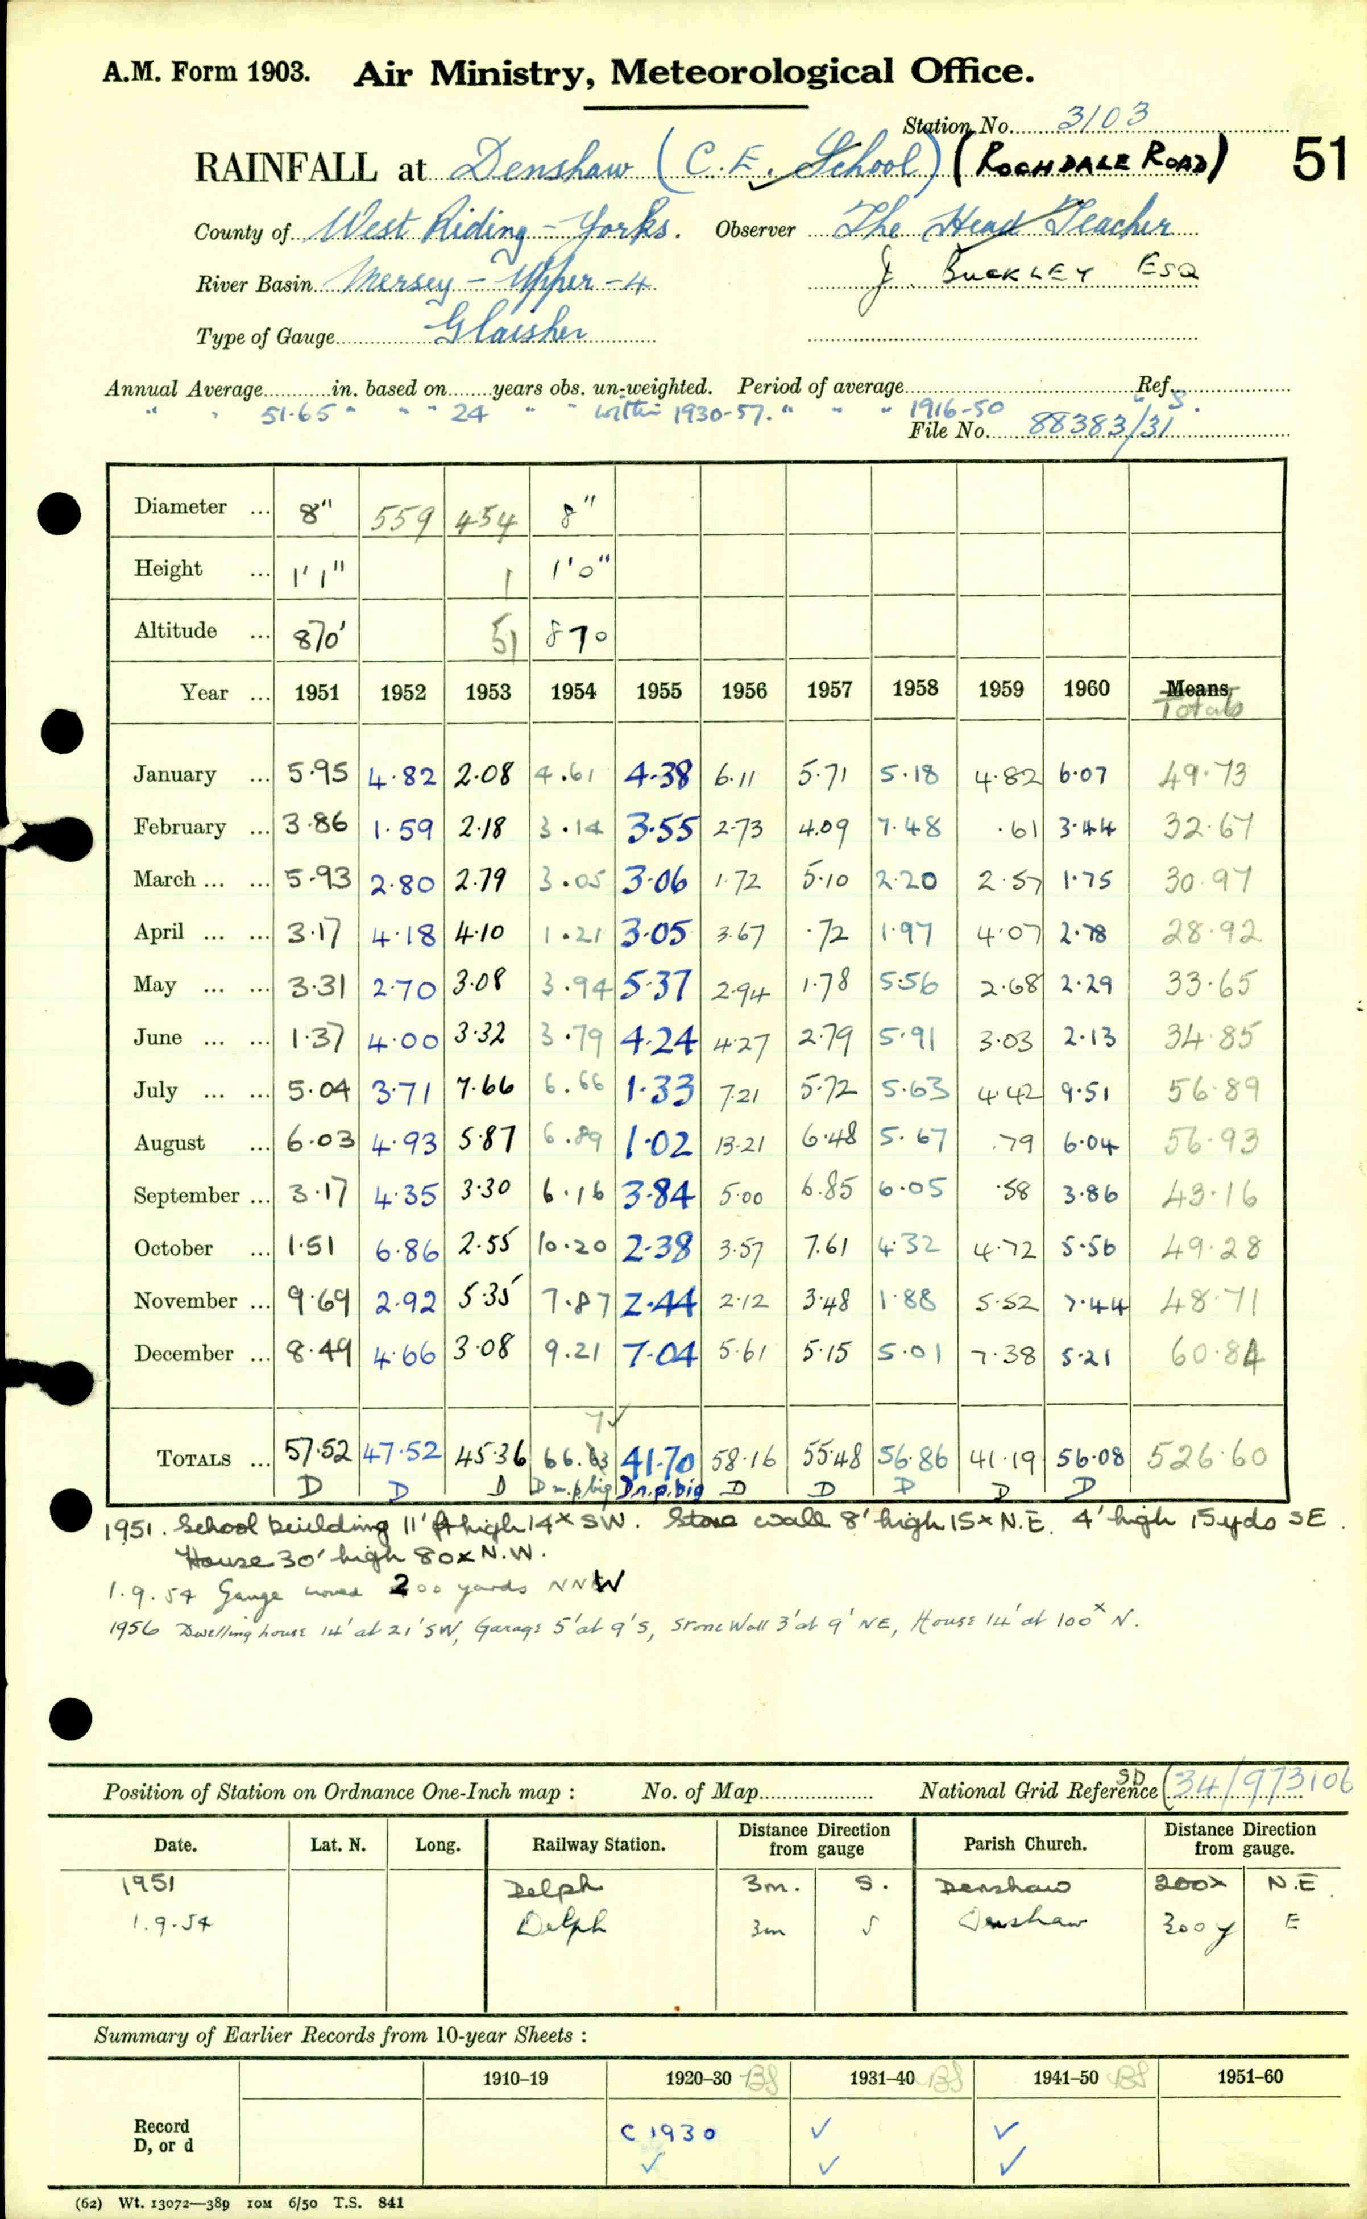 A.M. Form 1903. Air Ministry, Meteorological Office.
Station No. 3103
RAINFALL at Denshaw (C.E. School) (ROCHDALE ROAD) 51
County of West Riding - Yorks. Observer The Head Teacher
River Basin Mersey - Upper - 4 J. BUCKLEY ESQ
Type of Gauge Glaisher
Annual Average in. based on years obs. un-weighted. Period of average Ref.
" " 51.65 " " " 24 " " within 1930-57. " " " 1916-50 " S.
File No. 88383/31
Diameter ... 8" 559 454 8"
Height ... 1'1" 1 1'0"
Altitude ... 870' 51 870
Year ... 1951 1952 1953 1954 1955 1956 1957 1958 1959 1960 Means
Totals
January ... 5.95 4.82 2.08 4.61 4.38 6.11 5.71 5.18 4.82 6.07 49.73
February ... 3.86 1.59 2.18 3.14 3.55 2.73 4.09 7.48 .61 3.44 32.67
March ... ... 5.93 2.80 2.79 3.05 3.06 1.72 5.10 2.20 2.57 1.75 30.97
April ... ... 3.17 4.18 4.10 1.21 3.05 3.67 .72 1.97 4.07 2.78 28.92
May ... ... 3.31 2.70 3.08 3.94 5.37 2.94 1.78 5.56 2.68 2.29 33.65
June ... ... 1.37 4.00 3.32 3.79 4.24 4.27 2.79 5.91 3.03 2.13 34.85
July ... ... 5.04 3.71 7.66 6.66 1.33 7.21 5.72 5.63 4.42 9.51 56.89
August ... 6.03 4.93 5.87 6.89 1.02 13.21 6.48 5.67 .79 6.04 56.93
September ... 3.17 4.35 3.30 6.16 3.84 5.00 6.85 6.05 .58 3.86 43.16
October ... 1.51 6.86 2.55 10.20 2.38 3.57 7.61 4.32 4.72 5.56 49.28
November ... 9.69 2.92 5.35 7.87 2.44 2.12 3.48 1.88 5.52 7.44 48.71
December ... 8.49 4.66 3.08 9.21 7.04 5.61 5.15 5.01 7.38 5.21 60.84
7✓
TOTALS ... 57.52 47.52 45.36 66.63 41.70 58.16 55.48 56.86 41.19 56.08 526.60
D D D D n.p.big D n.p.big D D D D D
1951. School building 11' high 14x SW. Stone wall 8' high 15x N.E. 4' high 15yds SE.
House 30' high 80x N.W.
1.9.54 Gauge moved 200 yards NNW
1956 Dwelling house 14' at 21' SW, Garage 5' at 9' S, Stone Wall 3' at 9' NE, House 14' at 100x N.
Position of Station on Ordnance One-Inch map : No. of Map National Grid Reference SD (34/973106
Date. Lat. N. Long. Railway Station. Distance from gauge Direction Parish Church. Distance from gauge. Direction
1951 Delph 3m. S. Denshaw 200x N.E.
1.9.54 Delph 3m S Denshaw 300y E
Summary of Earlier Records from 10-year Sheets :
1910–19 1920–30 BS 1931–40 BS 1941–50 BS 1951–60
Record C 1930 ✓ ✓
D, or d ✓ ✓ ✓
(62) Wt. 13072—389 10M 6/50 T.S. 841